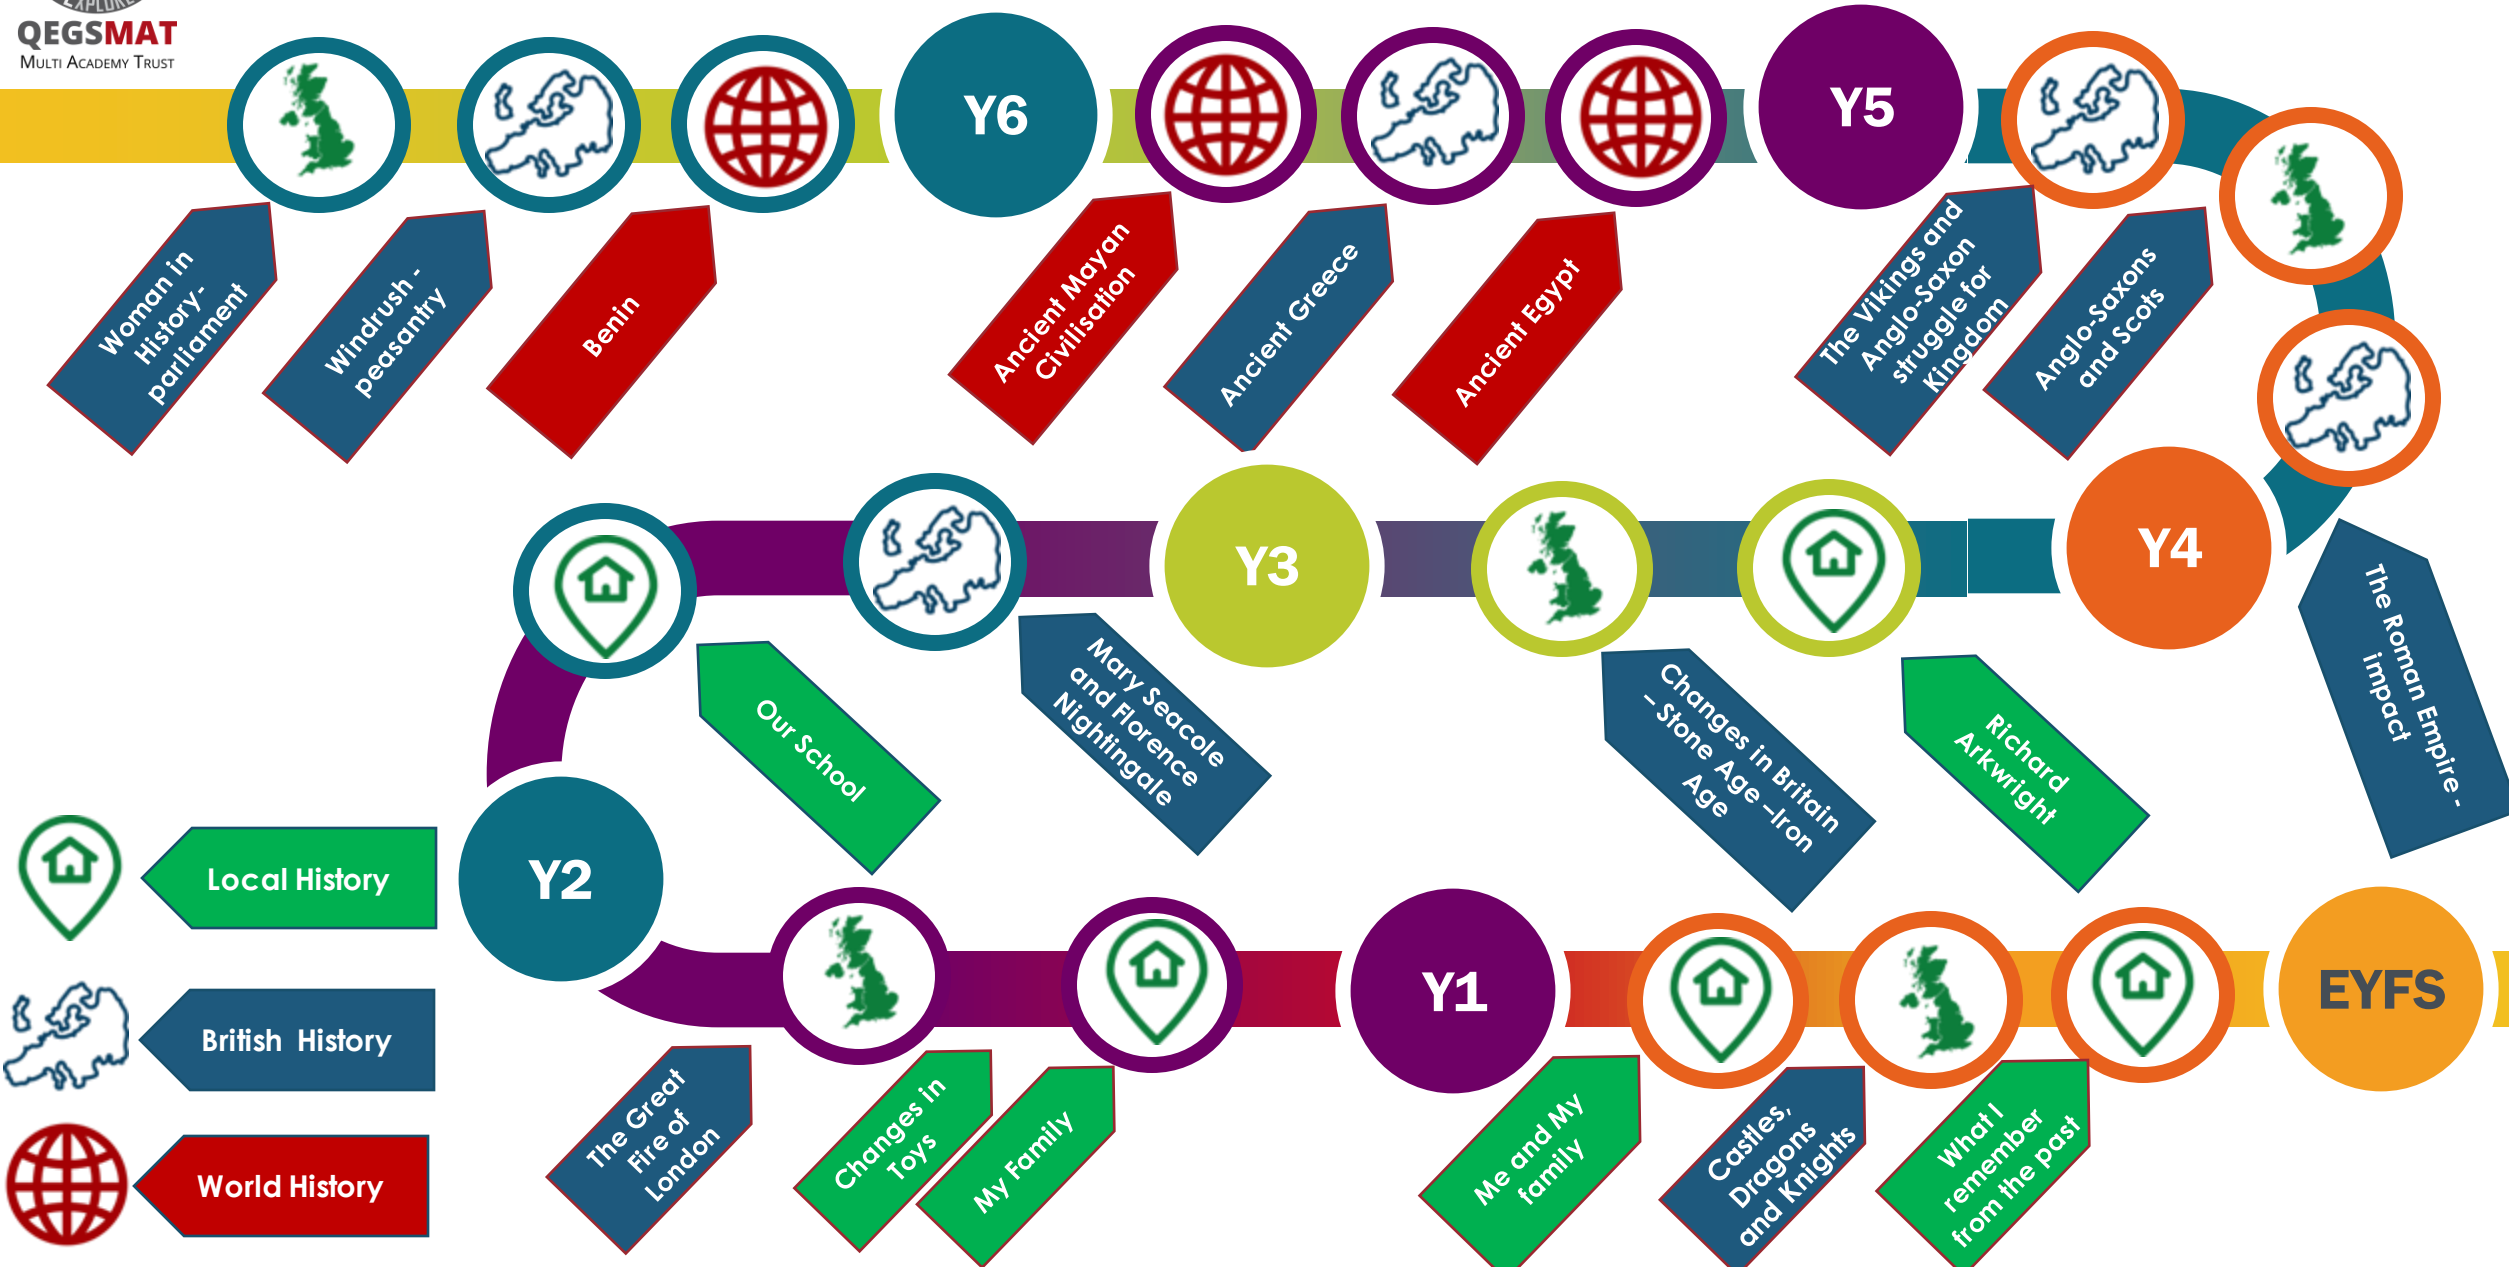 EXPLORE
QEGSMAT
MULTI ACADEMY TRUST
Y6
Y5
Woman in
History-
parliament
Windrush -
peasantry
Benin
Ancient Mayan
Civilisation
Ancient Greece
Ancient Egypt
The Vikings and
Anglo-Saxon
struggle for
Kingdom
Anglo-Saxons
and Scots
Y3
Y4
Our School
Mary Seacole
and Florence
Nightingale
Changes in Britain
– Stone Age –Iron
Age
Richard
Arkwright
The Roman Empire -
impact
Y2
Local History
British History
World History
Y1
EYFS
The Great
Fire of
London
Changes in
Toys
My Family
Me and My
family
Castles,
Dragons
and Knights
What I
remember
from the past